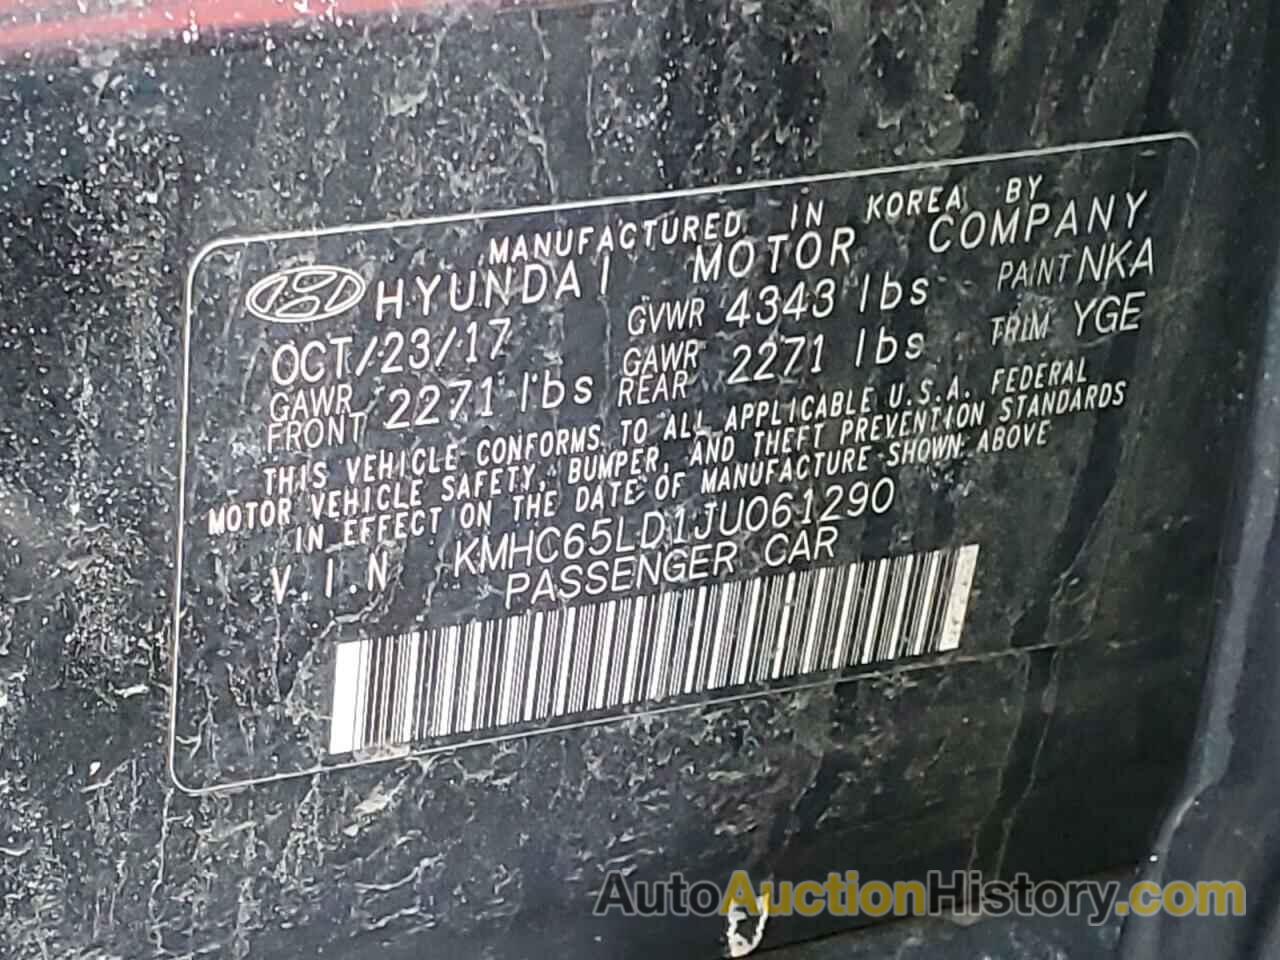 MANUFACTURED IN KOREA BY
HYUNDAI MOTOR COMPANY
OCT/23/17 GVWR 4343 lbs PAINT NKA
GAWR FRONT 2271 lbs GAWR REAR 2271 lbs TRIM YGE
THIS VEHICLE CONFORMS TO ALL APPLICABLE U.S.A. FEDERAL
MOTOR VEHICLE SAFETY, BUMPER, AND THEFT PREVENTION STANDARDS
IN EFFECT ON THE DATE OF MANUFACTURE SHOWN ABOVE
V.I.N KMHC65LD1JU061290
PASSENGER CAR
AutoAuctionHistory.com